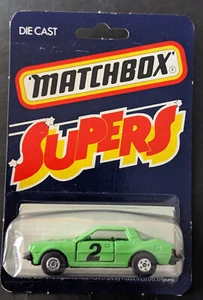 DIE CAST
MATCHBOX®
SUPERS
2